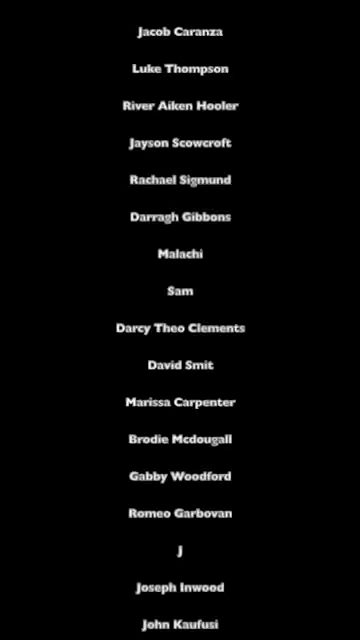 Jacob Caranza
Luke Thompson
River Aiken Hooler
Jayson Scowcroft
Rachael Sigmund
Darragh Gibbons
Malachi
Sam
Darcy Theo Clements
David Smit
Marissa Carpenter
Brodie Mcdougall
Gabby Woodford
Romeo Garbovan
J
Joseph Inwood
John Kaufusi